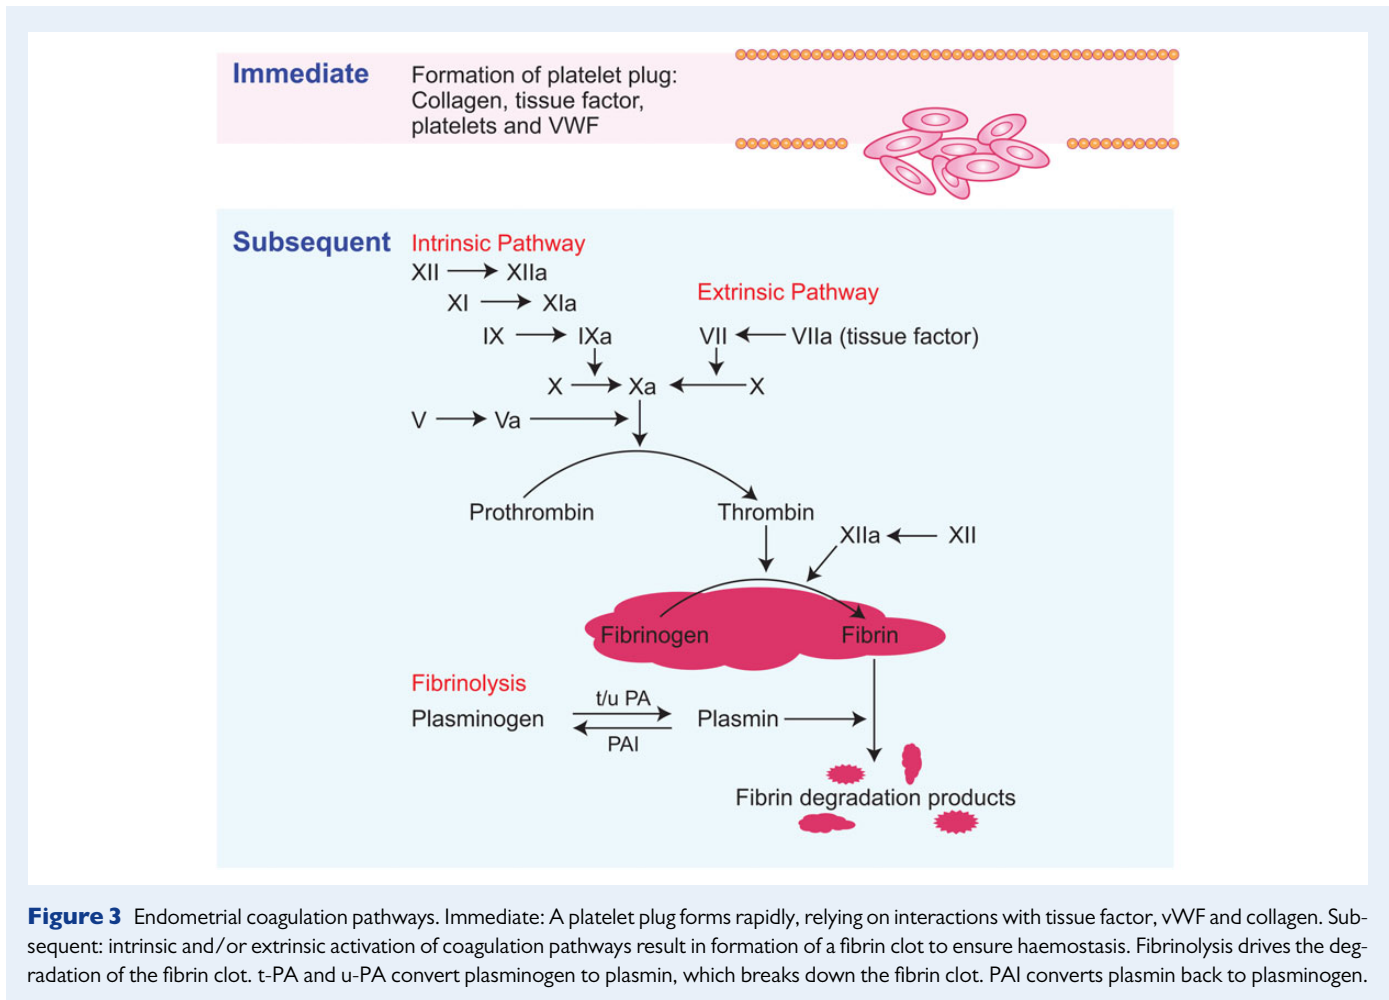 Immediate
Formation of platelet plug:
Collagen, tissue factor,
platelets and VWF
Subsequent
Intrinsic Pathway
XII → XIIa
XI → XIa
Extrinsic Pathway
IX → IXa
VII ← VIIa (tissue factor)
X → Xa ← X
V → Va
Prothrombin
Thrombin
XIIa ← XII
Fibrinogen
Fibrin
Fibrinolysis
t/u PA
Plasminogen
Plasmin
PAI
Fibrin degradation products
Figure 3 Endometrial coagulation pathways. Immediate: A platelet plug forms rapidly, relying on interactions with tissue factor, vWF and collagen. Sub-
sequent: intrinsic and/or extrinsic activation of coagulation pathways result in formation of a fibrin clot to ensure haemostasis. Fibrinolysis drives the deg-
radation of the fibrin clot. t-PA and u-PA convert plasminogen to plasmin, which breaks down the fibrin clot. PAI converts plasmin back to plasminogen.